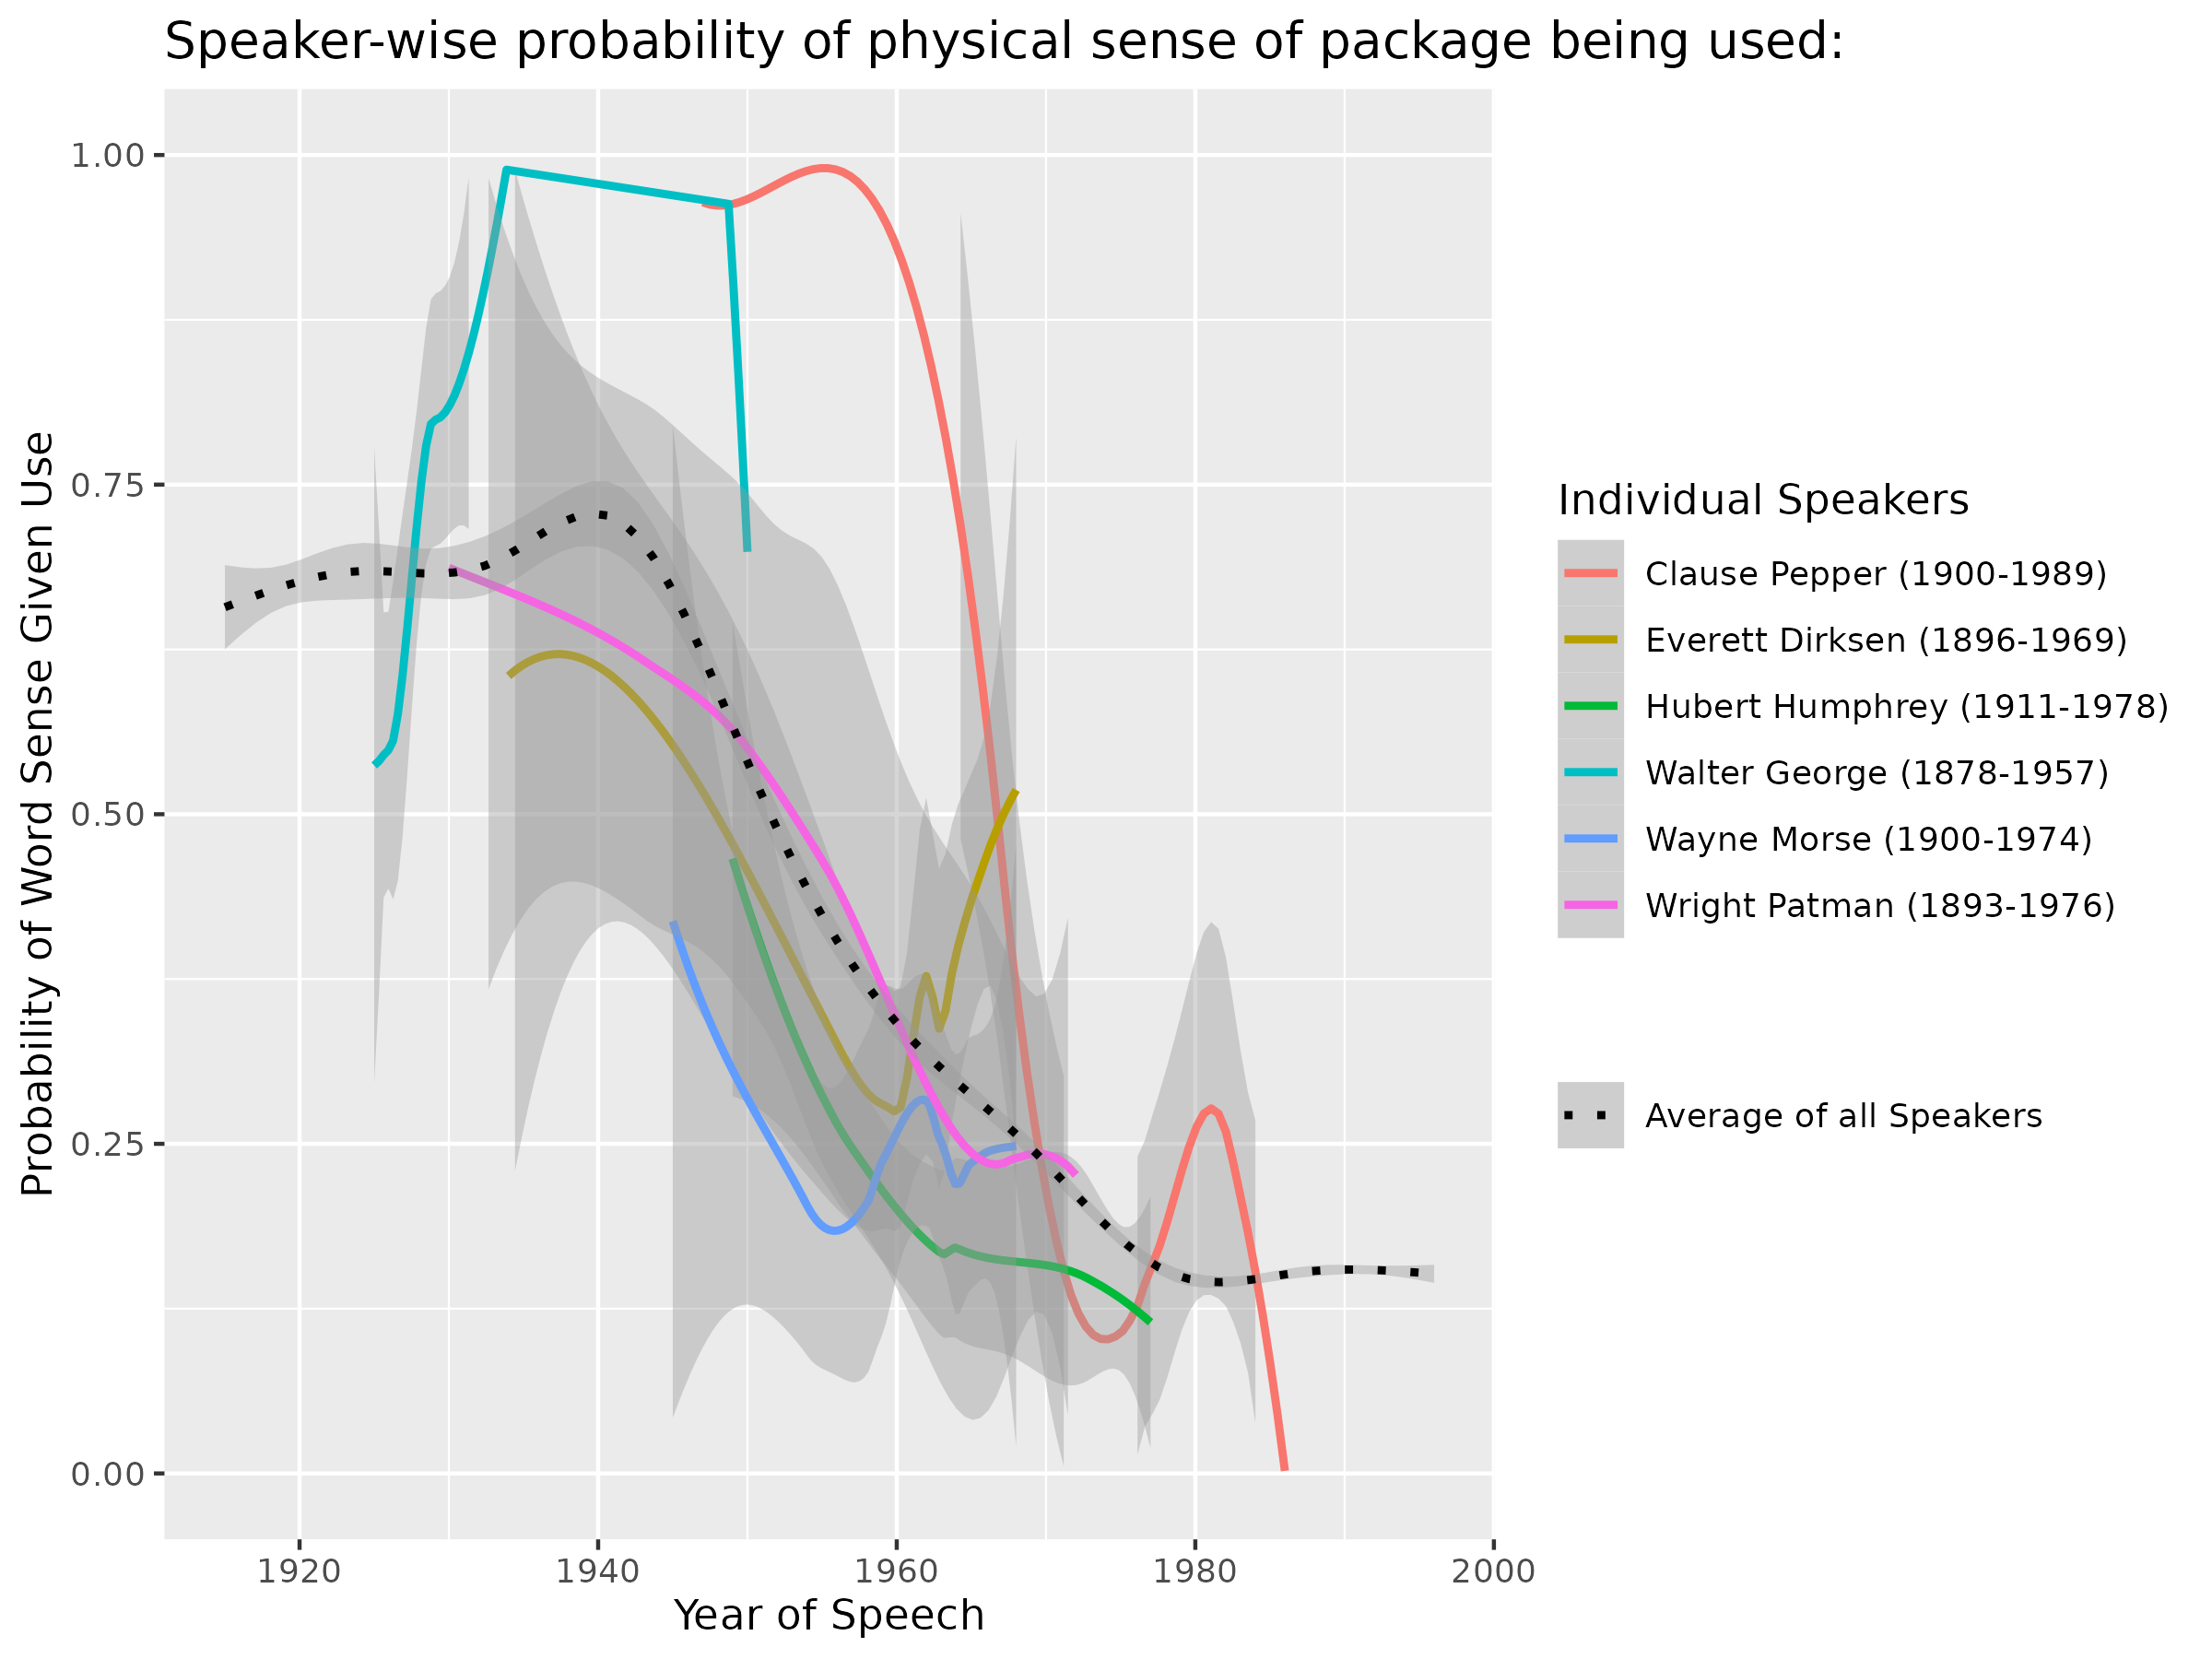 Speaker-wise probability of physical sense of package being used:
Probability of Word Sense Given Use
1.00
0.75
0.50
0.25
0.00
1920 1940 1960 1980 2000
Year of Speech
Individual Speakers
Clause Pepper (1900-1989)
Everett Dirksen (1896-1969)
Hubert Humphrey (1911-1978)
Walter George (1878-1957)
Wayne Morse (1900-1974)
Wright Patman (1893-1976)
Average of all Speakers